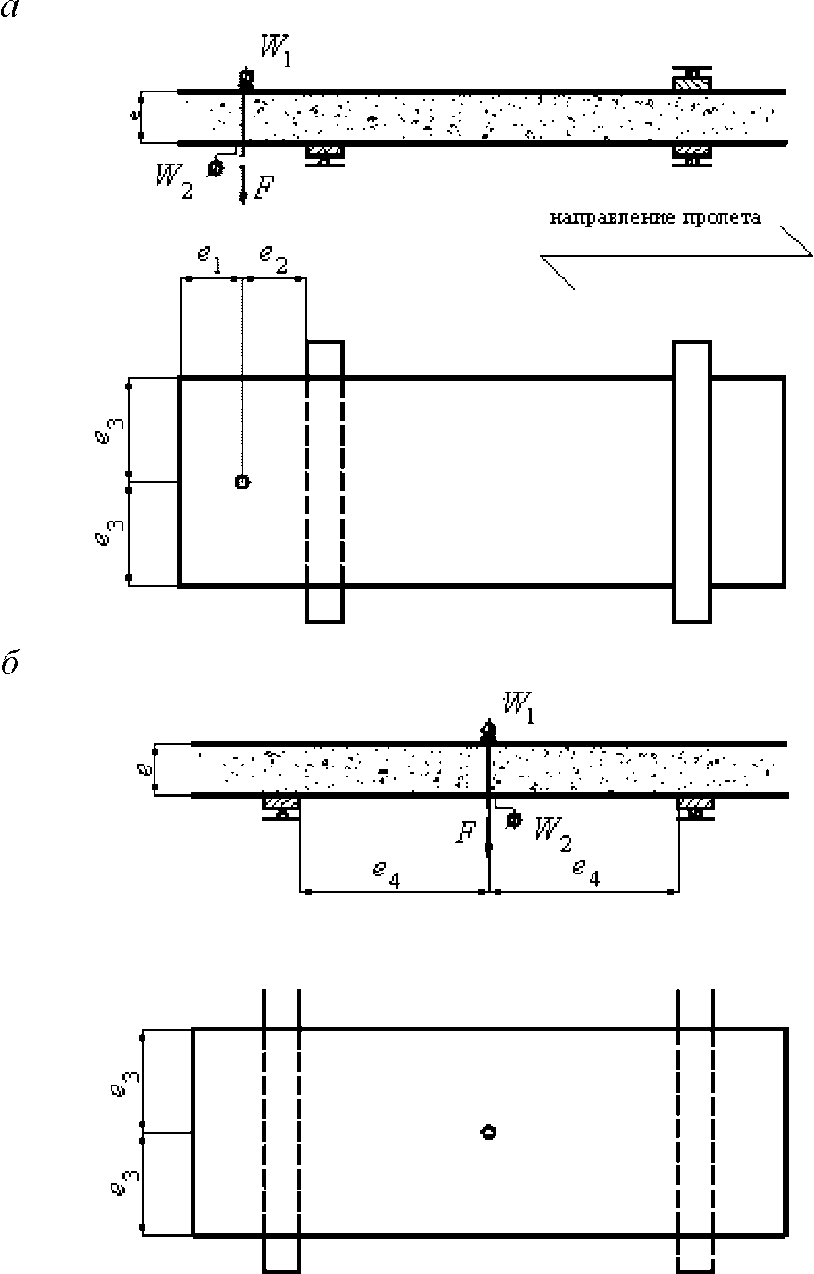 а
W1
e
W2
F
направление пролета
e1 e2
e3
e3
б
W1
e
F W2
e4 e4
e3
e3